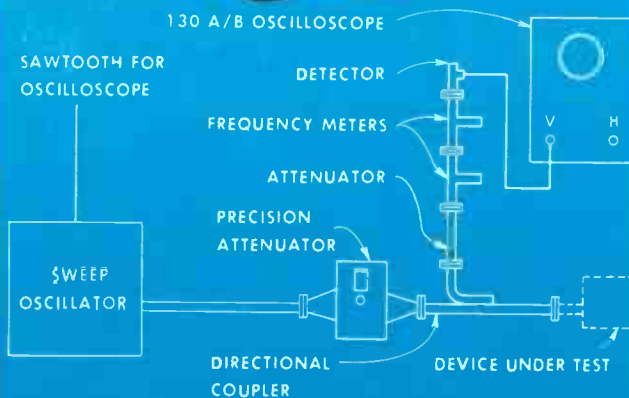 130 A/B OSCILLOSCOPE
SAWTOOTH FOR
OSCILLOSCOPE
DETECTOR
FREQUENCY METERS
V
H
ATTENUATOR
PRECISION
ATTENUATOR
SWEEP
OSCILLATOR
DIRECTIONAL
COUPLER
DEVICE UNDER TEST